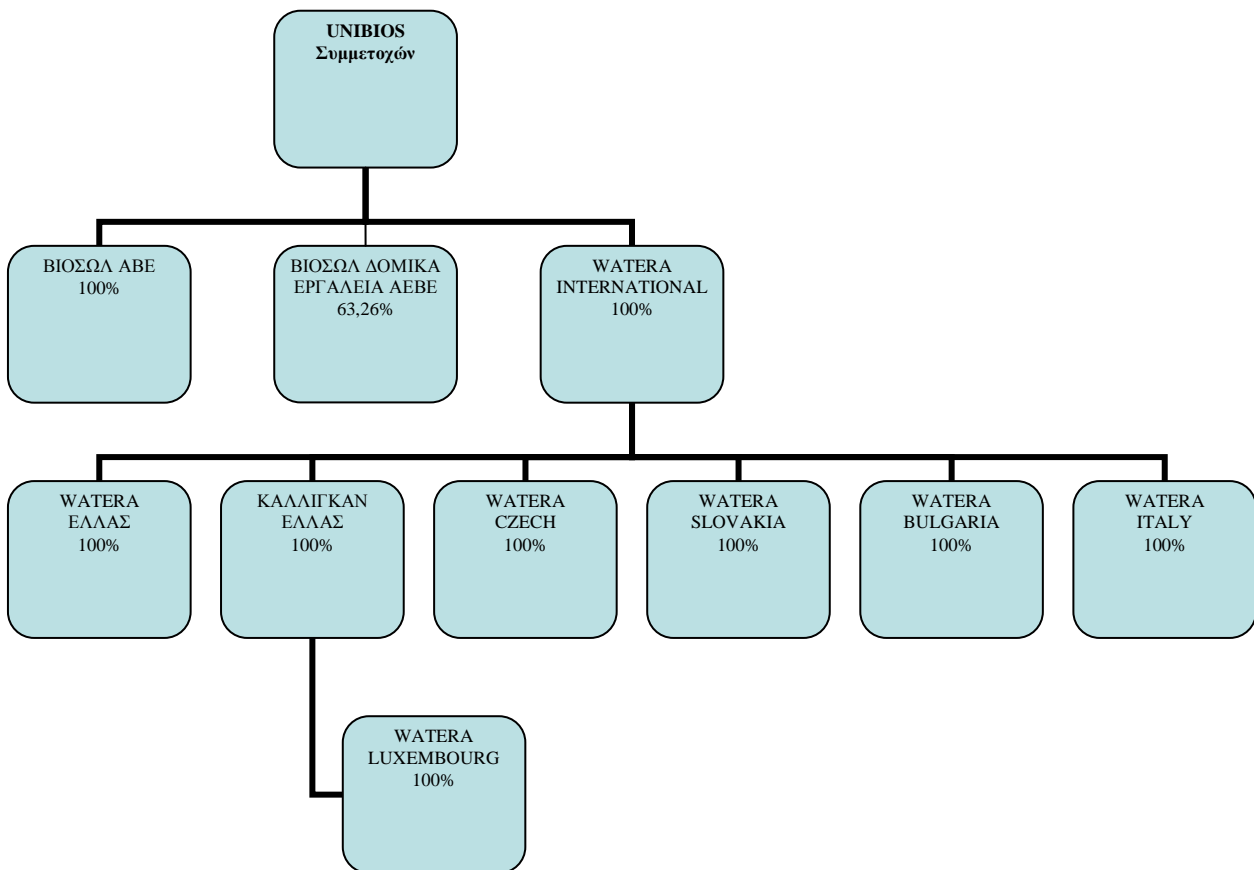 UNIBIOS
Συμμετοχών
ΒΙΟΣΩΛ ΑΒΕ
100%
ΒΙΟΣΩΛ ΔΟΜΙΚΑ
ΕΡΓΑΛΕΙΑ ΑΕΒΕ
63,26%
WATERA
INTERNATIONAL
100%
WATERA
ΕΛΛΑΣ
100%
ΚΑΛΛΙΓΚΑΝ
ΕΛΛΑΣ
100%
WATERA
CZECH
100%
WATERA
SLOVAKIA
100%
WATERA
BULGARIA
100%
WATERA
ITALY
100%
WATERA
LUXEMBOURG
100%